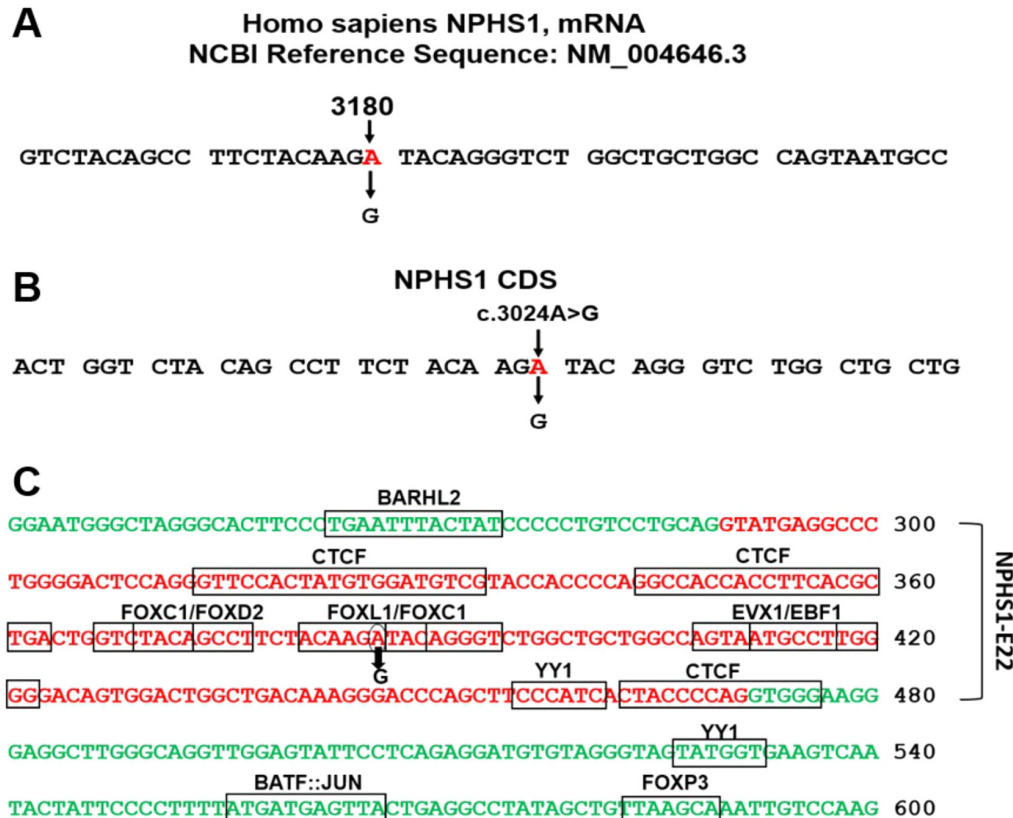 A
Homo sapiens NPHS1, mRNA
NCBI Reference Sequence: NM_004646.3
3180
GTCTACAGCC TTCTACAAGA TACAGGGTCT GGCTGCTGGC CAGTAATGCC
G
B
NPHS1 CDS
c.3024A>G
ACT GGT CTA CAG CCT TCT ACA AGA TAC AGG GTC TGG CTG CTG
G
C
BARHL2
GGAATGGGCTAGGGCACTTCCCTGAATTTACTATCCCCCCTGTCCTGCAGGTATGAGGCCC 300
CTCF CTCF
TGGGGACTCCAGGGTTCCACTATGTGGATGTCGTACCACCCCAGGCCACCACCTTCACGC 360
FOXC1/FOXD2 FOXL1/FOXC1 EVX1/EBF1
TGACTGGTCTACAGCCTTCTACAAGATACAGGGTCTGGCTGCTGGCCAGTAATGCCTTGG 420
G
YY1 CTCF
GGGACAGTGGACTGGCTGACAAAGGGACCCAGCTTCCCATCACTACCCCAGGTGGGAAGG 480
YY1
GAGGCTTGGGCAGGTTGGAGTATTCCTCAGAGGATGTGTAGGGTAGTATGGTGAAGTCAA 540
BATF::JUN FOXP3
TACTATTCCCCTTTTATGATGAGTTACTGAGGCCTATAGCTGTTAAGCAAATTGTCCAAG 600
NPHS1-E22